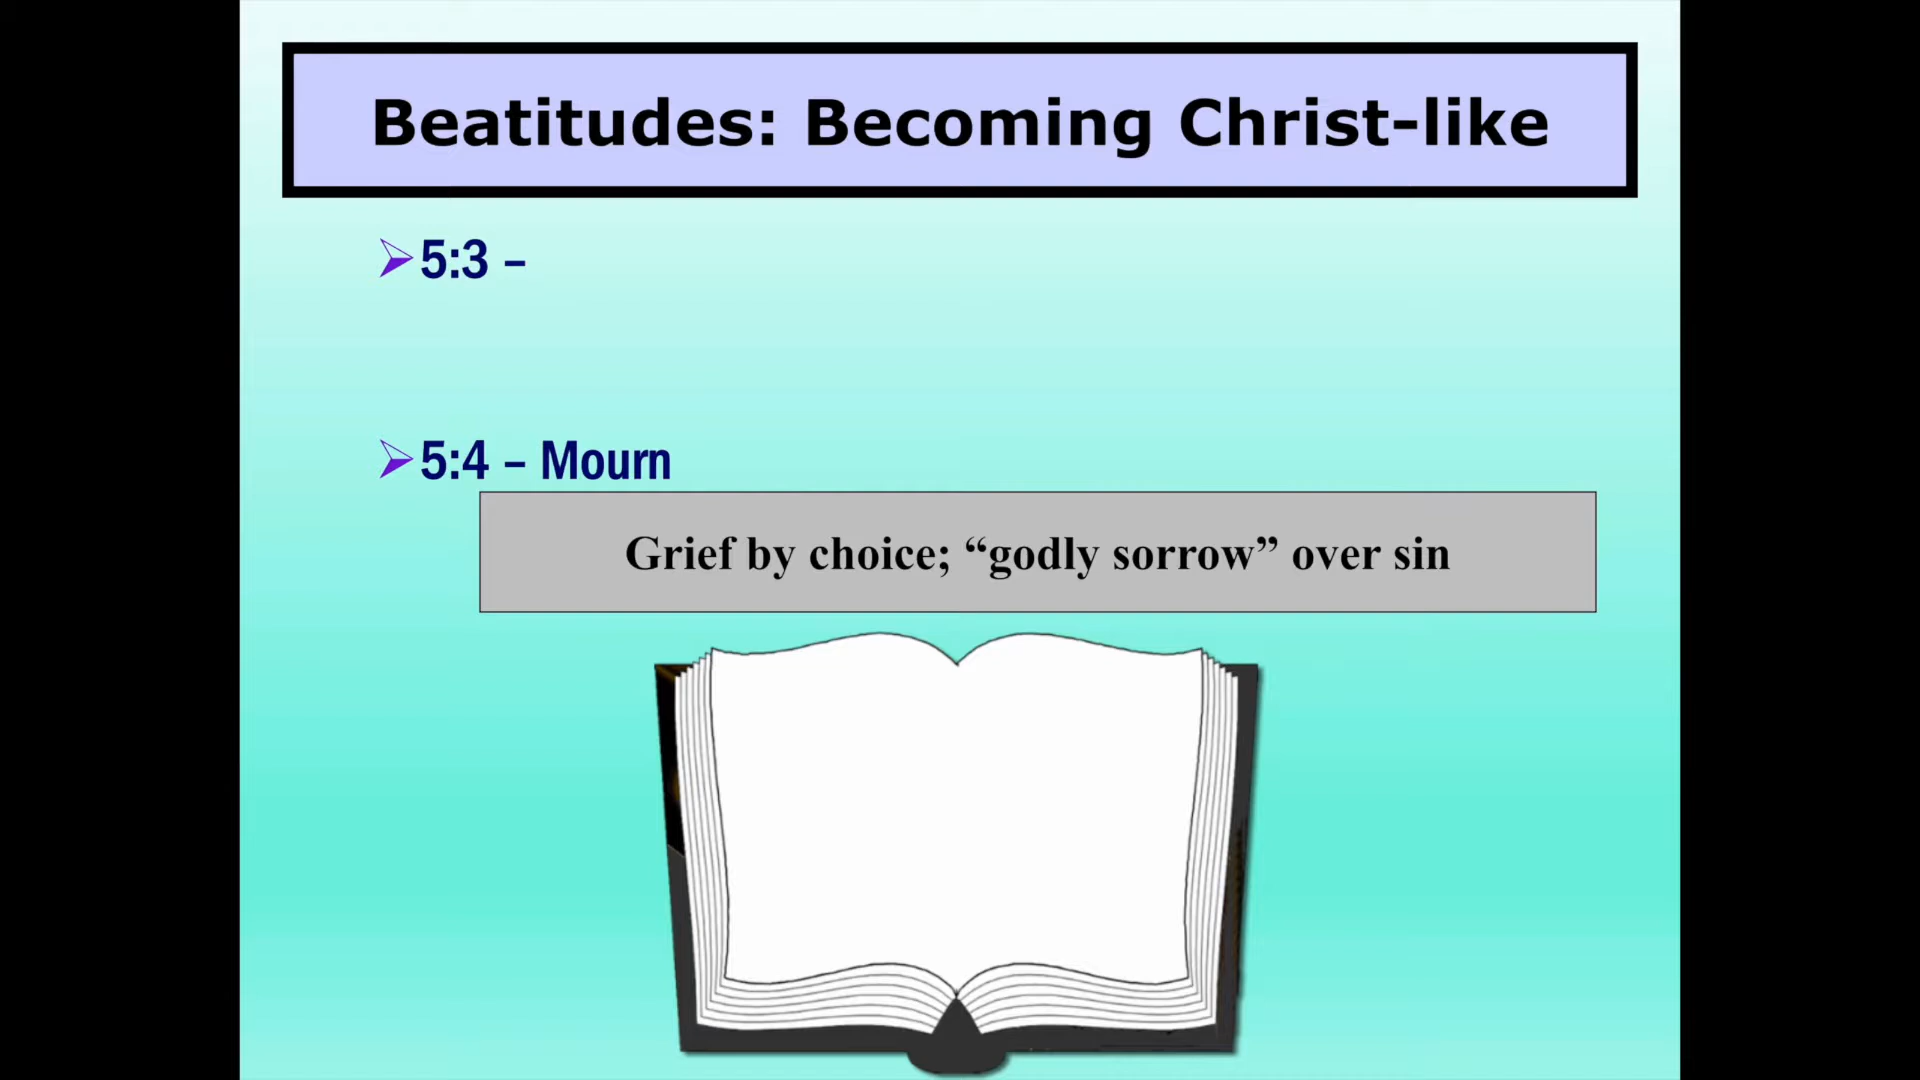 Beatitudes: Becoming Christ-like
5:3 –
5:4 – Mourn
Grief by choice; “godly sorrow” over sin